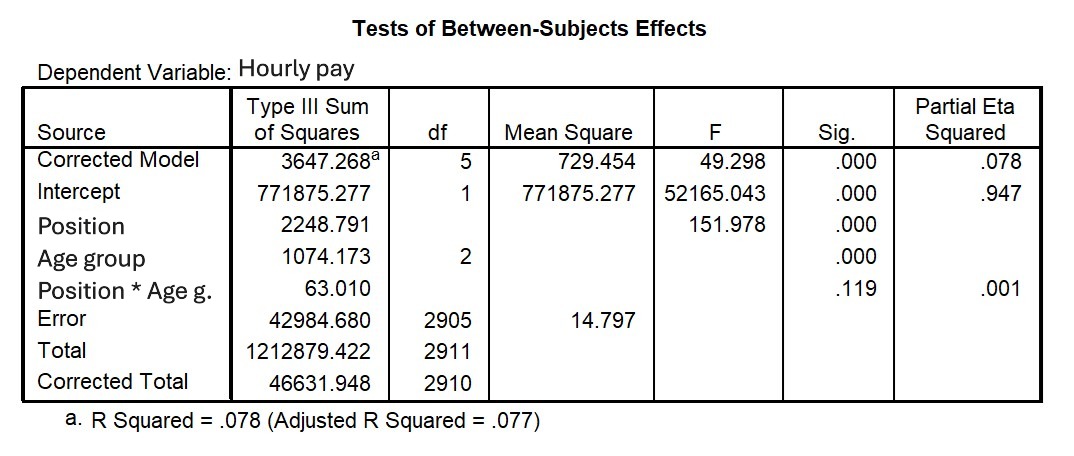 Tests of Between-Subjects Effects
Dependent Variable: Hourly pay
Source Type III Sum of Squares df Mean Square F Sig. Partial Eta Squared
Corrected Model 3647.268a 5 729.454 49.298 .000 .078
Intercept 771875.277 1 771875.277 52165.043 .000 .947
Position 2248.791 151.978 .000
Age group 1074.173 2 .000
Position * Age g. 63.010 .119 .001
Error 42984.680 2905 14.797
Total 1212879.422 2911
Corrected Total 46631.948 2910
a. R Squared = .078 (Adjusted R Squared = .077)